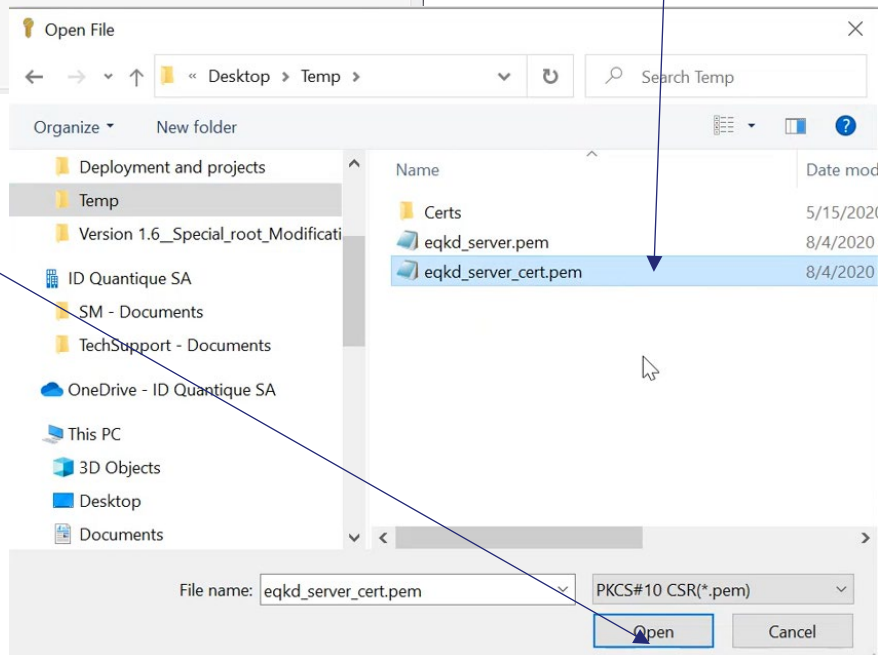 Open File
« Desktop > Temp >
Search Temp
Organize
New folder
Deployment and projects
Temp
Version 1.6__Special_root_Modificati
ID Quantique SA
SM - Documents
TechSupport - Documents
OneDrive - ID Quantique SA
This PC
3D Objects
Desktop
Documents
Name
Date mod
Certs
5/15/2020
eqkd_server.pem
8/4/2020
eqkd_server_cert.pem
8/4/2020
File name: eqkd_server_cert.pem
PKCS#10 CSR(*.pem)
Open
Cancel